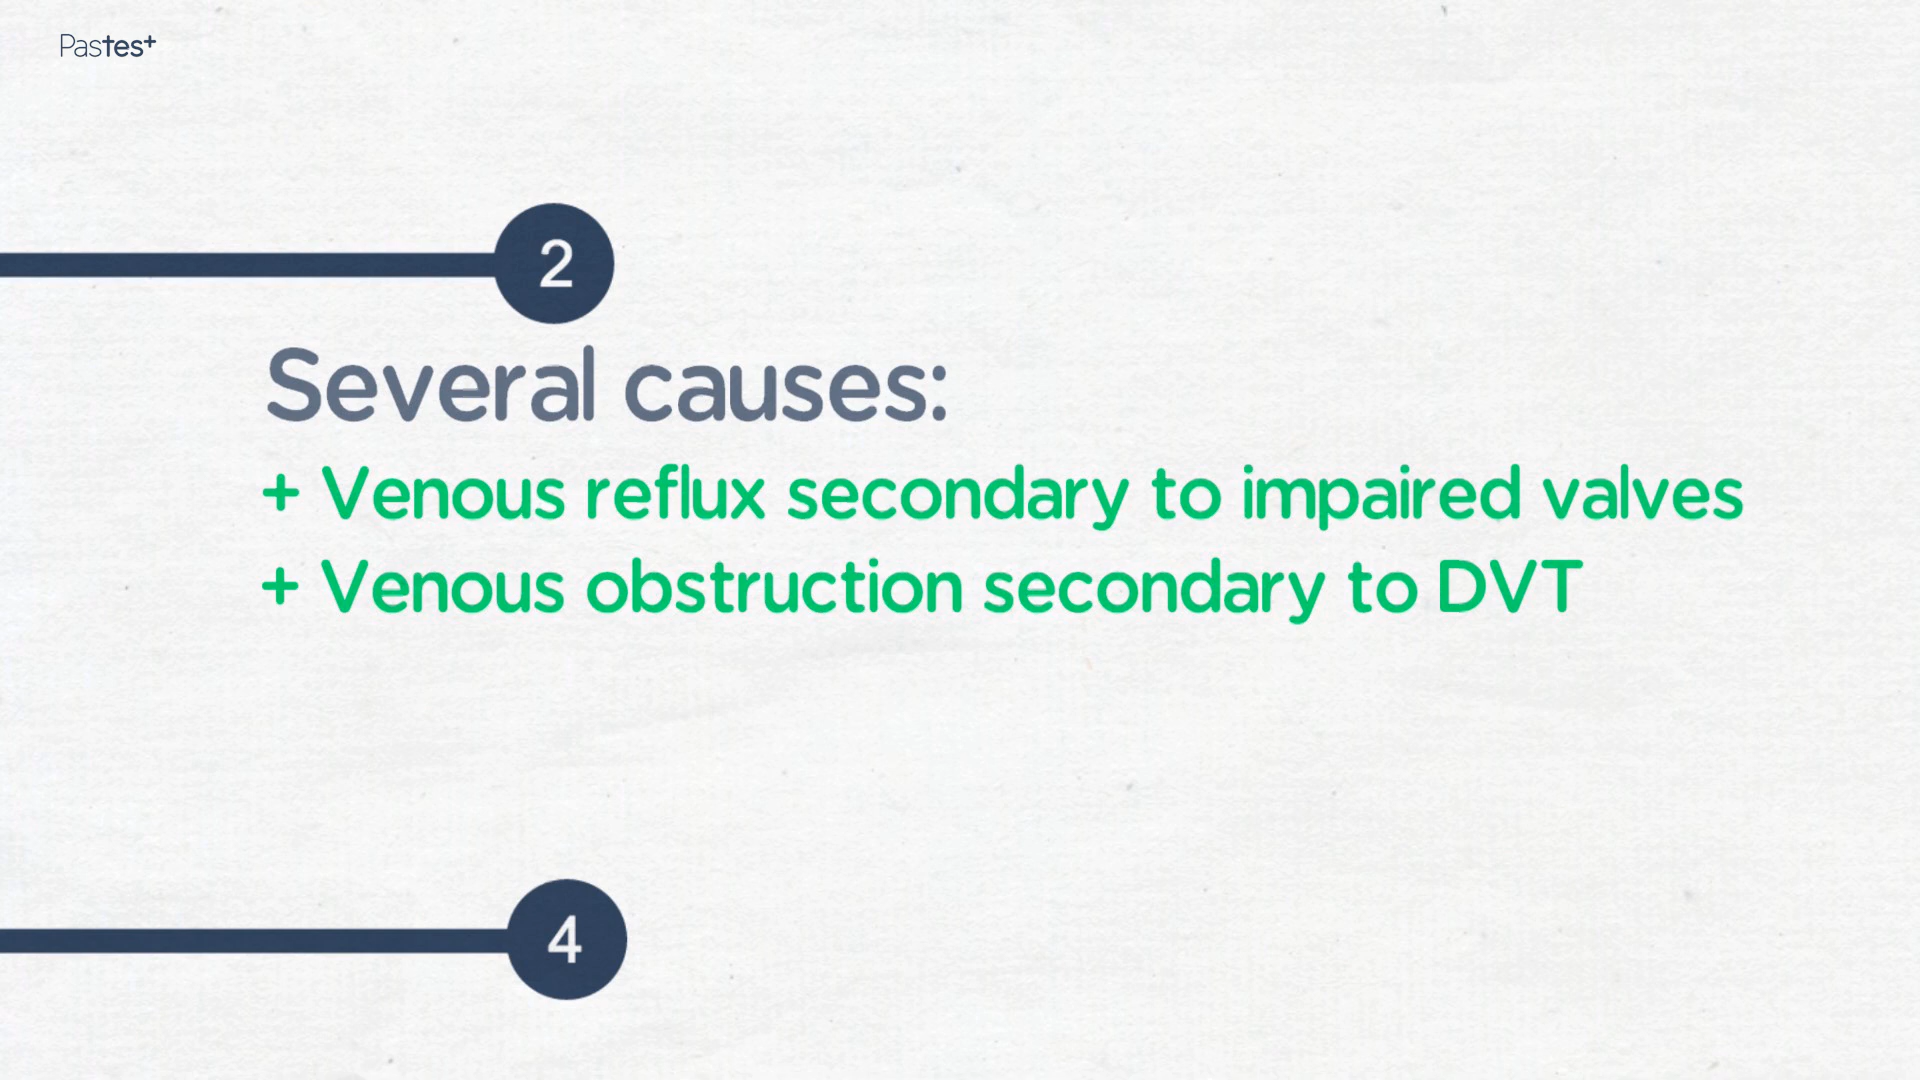 Pastest
2
Several causes:
+ Venous reflux secondary to impaired valves
+ Venous obstruction secondary to DVT
4